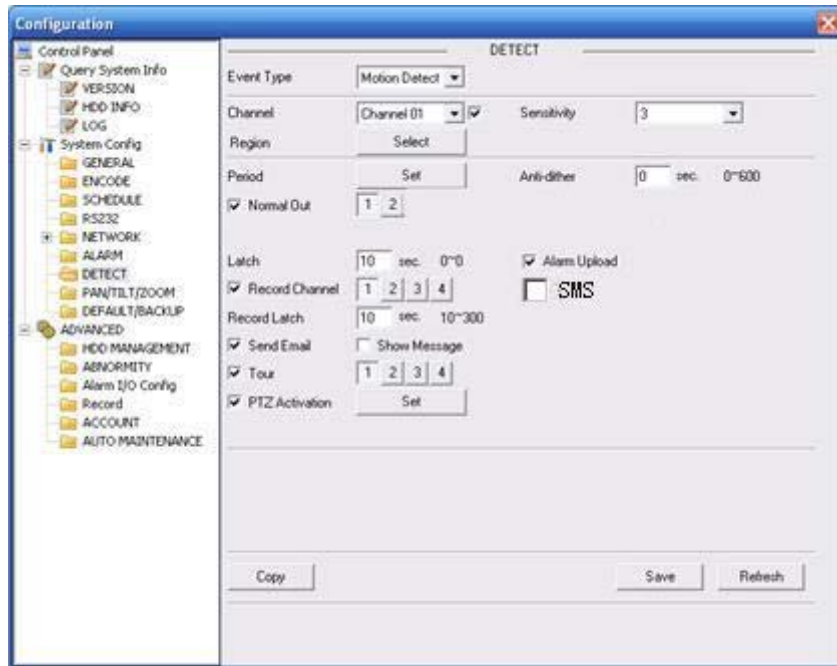 Configuration
Control Panel
Query System Info
VERSION
HDD INFO
LOG
System Config
GENERAL
ENCODE
SCHEDULE
RS232
NETWORK
ALARM
DETECT
PAN/TILT/ZOOM
DEFAULT/BACKUP
ADVANCED
HDD MANAGEMENT
ABNORMITY
Alarm I/O Config
Record
ACCOUNT
AUTO MAINTENANCE
DETECT
Event Type Motion Detect
Channel Channel 01 Sensitivity 3
Region Select
Period Set Anti-dither 0 sec. 0~600
Normal Out 1 2
Latch 10 sec. 0~0 Alarm Upload
Record Channel 1 2 3 4 SMS
Record Latch 10 sec. 10~300
Send Email Show Message
Tour 1 2 3 4
PTZ Activation Set
Copy Save Refresh